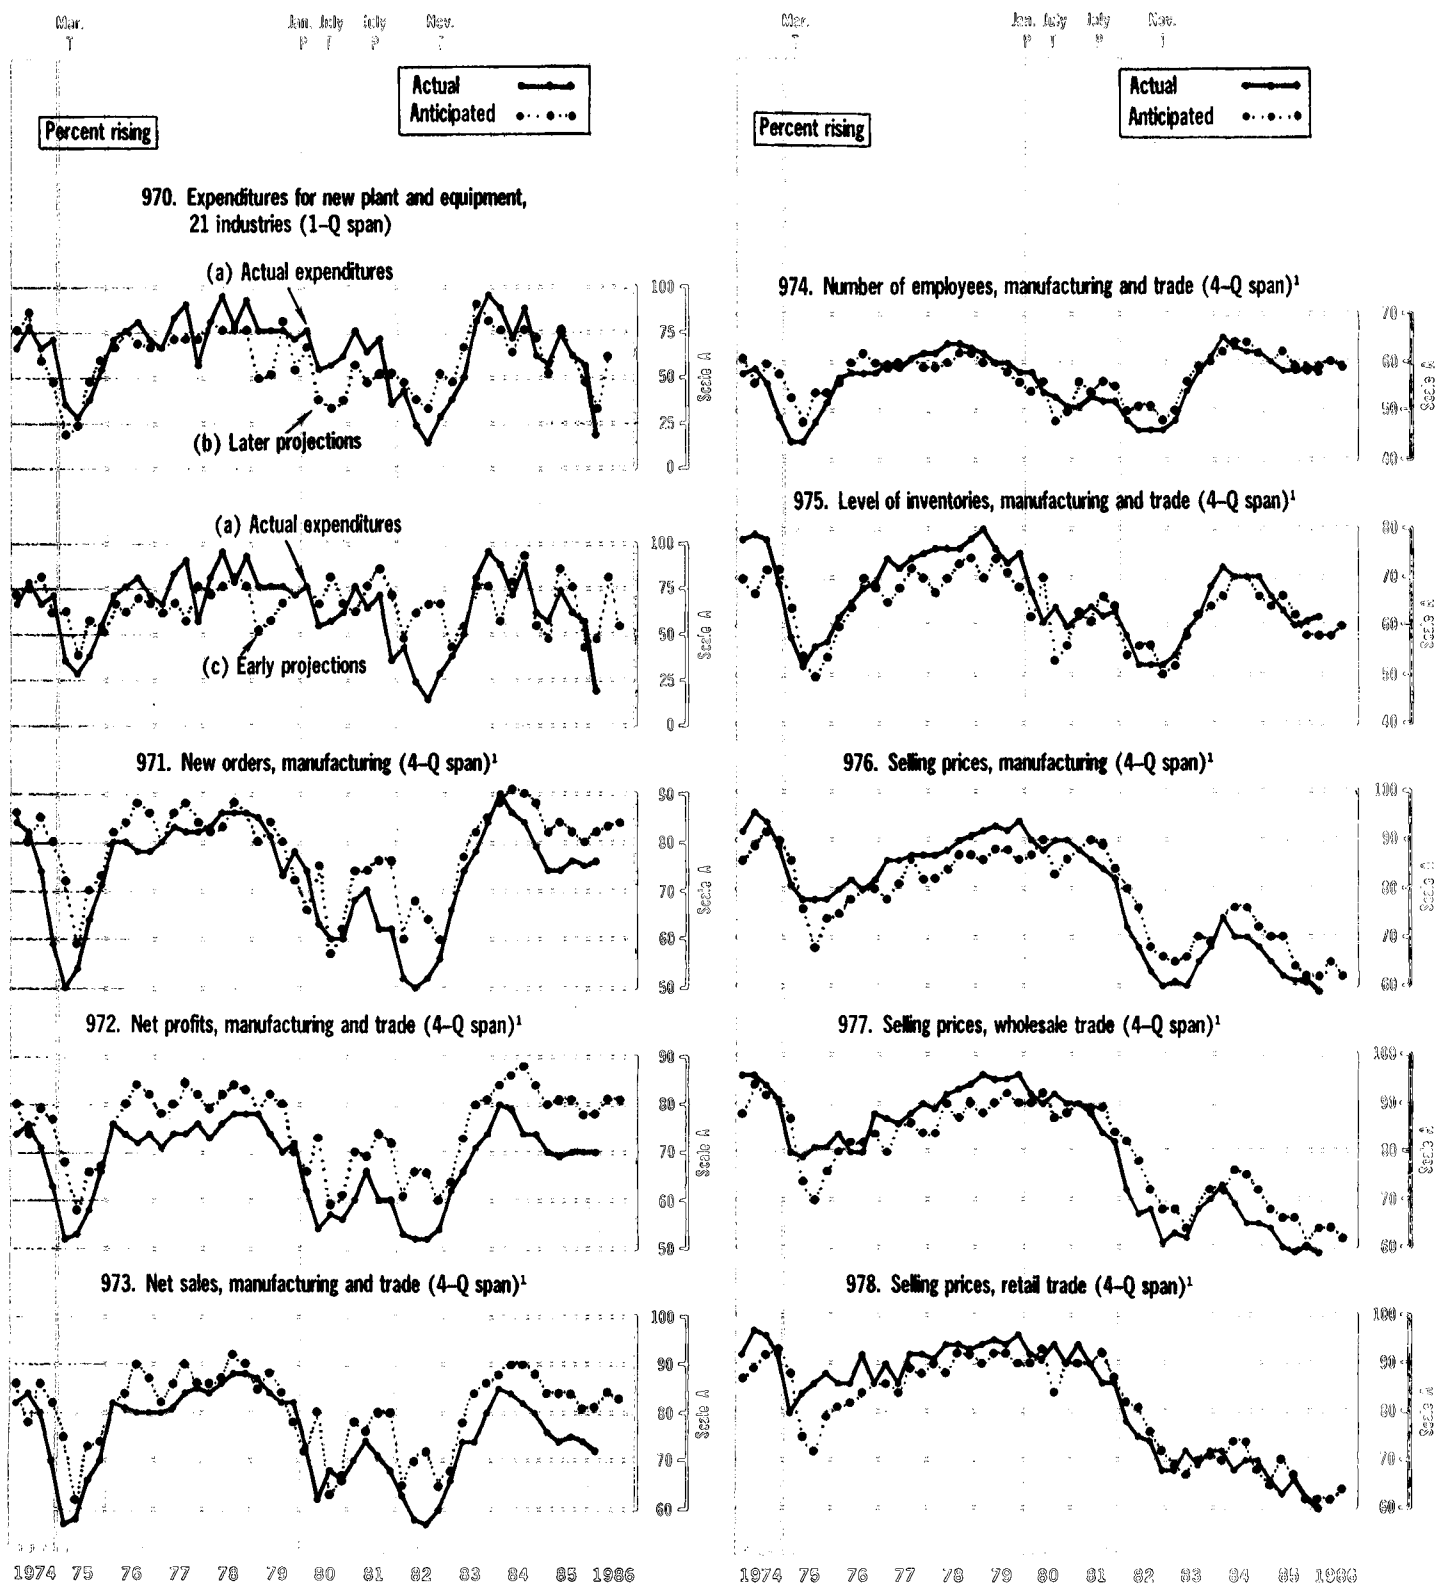 Mar. Jan. July July Nov.
T P T P T
Actual
Anticipated
Percent rising
970. Expenditures for new plant and equipment,
21 industries (1–Q span)
(a) Actual expenditures
100
75
50
25
0
Scale A
(b) Later projections
(a) Actual expenditures
100
75
50
25
0
Scale A
(c) Early projections
971. New orders, manufacturing (4–Q span)¹
90
80
70
60
50
Scale A
972. Net profits, manufacturing and trade (4–Q span)¹
90
80
70
60
50
Scale A
973. Net sales, manufacturing and trade (4–Q span)¹
100
90
80
70
60
Scale A
1974 75 76 77 78 79 80 81 82 83 84 85 1986
Mar. Jan. July July Nov.
T P T P T
Actual
Anticipated
Percent rising
974. Number of employees, manufacturing and trade (4–Q span)¹
70
60
50
40
Scale A
975. Level of inventories, manufacturing and trade (4–Q span)¹
80
70
60
50
40
Scale A
976. Selling prices, manufacturing (4–Q span)¹
100
90
80
70
60
Scale A
977. Selling prices, wholesale trade (4–Q span)¹
100
90
80
70
60
Scale A
978. Selling prices, retail trade (4–Q span)¹
100
90
80
70
60
Scale A
1974 75 76 77 78 79 80 81 82 83 84 85 1986